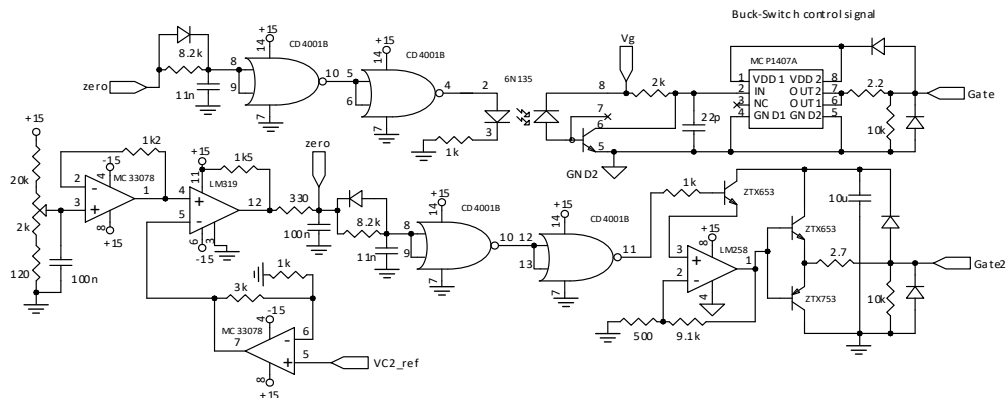 Buck-Switch control signal
+15
14
CD4001B
8.2k
8
9
10
7
zero
11n
+15
14
CD4001B
5
6
4
7
2
6N135
3
1k
8
7
6
5
Vg
2k
22p
GND2
MCP1407A
1 VDD1 VDD2 8
2 IN OUT2 7
3 NC OUT1 6
4 GND1 GND2 5
2.2
10k
Gate
+15
20k
2k
120
100n
1k2
-15
4
MC33078
2
3
1
8
+15
+15
11
1k5
LM319
4
5
12
6
3
-15
330
zero
100n
8.2k
11n
+15
14
CD4001B
8
9
10
7
+15
14
CD4001B
12
13
11
7
1k
ZTX653
+15
8
LM258
3
2
1
4
500
9.1k
ZTX653
ZTX753
10u
2.7
10k
Gate2
1k
3k
MC33078
-15
4
6
7
5
8
+15
VC2_ref